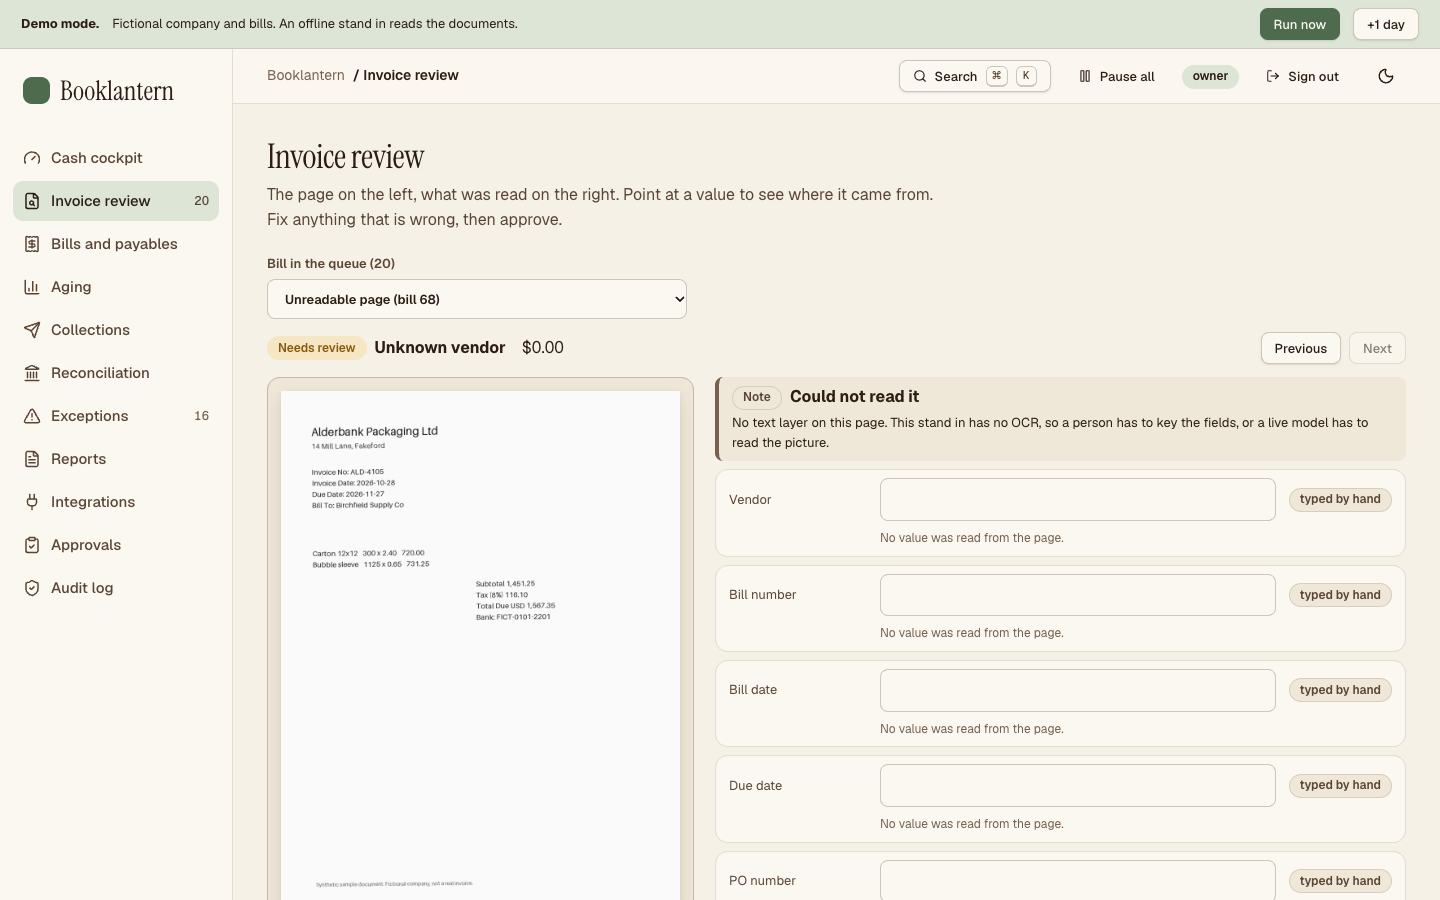 Demo mode. Fictional company and bills. An offline stand in reads the documents. Run now +1 day
Booklantern
Booklantern / Invoice review
Search ⌘ K
Pause all
owner
Sign out
Cash cockpit
Invoice review 20
Bills and payables
Aging
Collections
Reconciliation
Exceptions 16
Reports
Integrations
Approvals
Audit log
Invoice review
The page on the left, what was read on the right. Point at a value to see where it came from.
Fix anything that is wrong, then approve.
Bill in the queue (20)
Unreadable page (bill 68)
Needs review Unknown vendor $0.00
Previous Next
Alderbank Packaging Ltd
14 Mill Lane, Fakeford
Invoice No: ALD-4105
Invoice Date: 2026-10-28
Due Date: 2026-11-27
Bill To: Birchfield Supply Co
Carton 12x12 300 x 2.40 720.00
Bubble sleeve 1125 x 0.65 731.25
Subtotal 1,451.25
Tax (8%) 116.10
Total Due USD 1,567.35
Bank: FICT-0101-2201
Synthetic sample document. Fictional company, not a real invoice.
Note Could not read it
No text layer on this page. This stand in has no OCR, so a person has to key the fields, or a live model has to
read the picture.
Vendor typed by hand
No value was read from the page.
Bill number typed by hand
No value was read from the page.
Bill date typed by hand
No value was read from the page.
Due date typed by hand
No value was read from the page.
PO number typed by hand